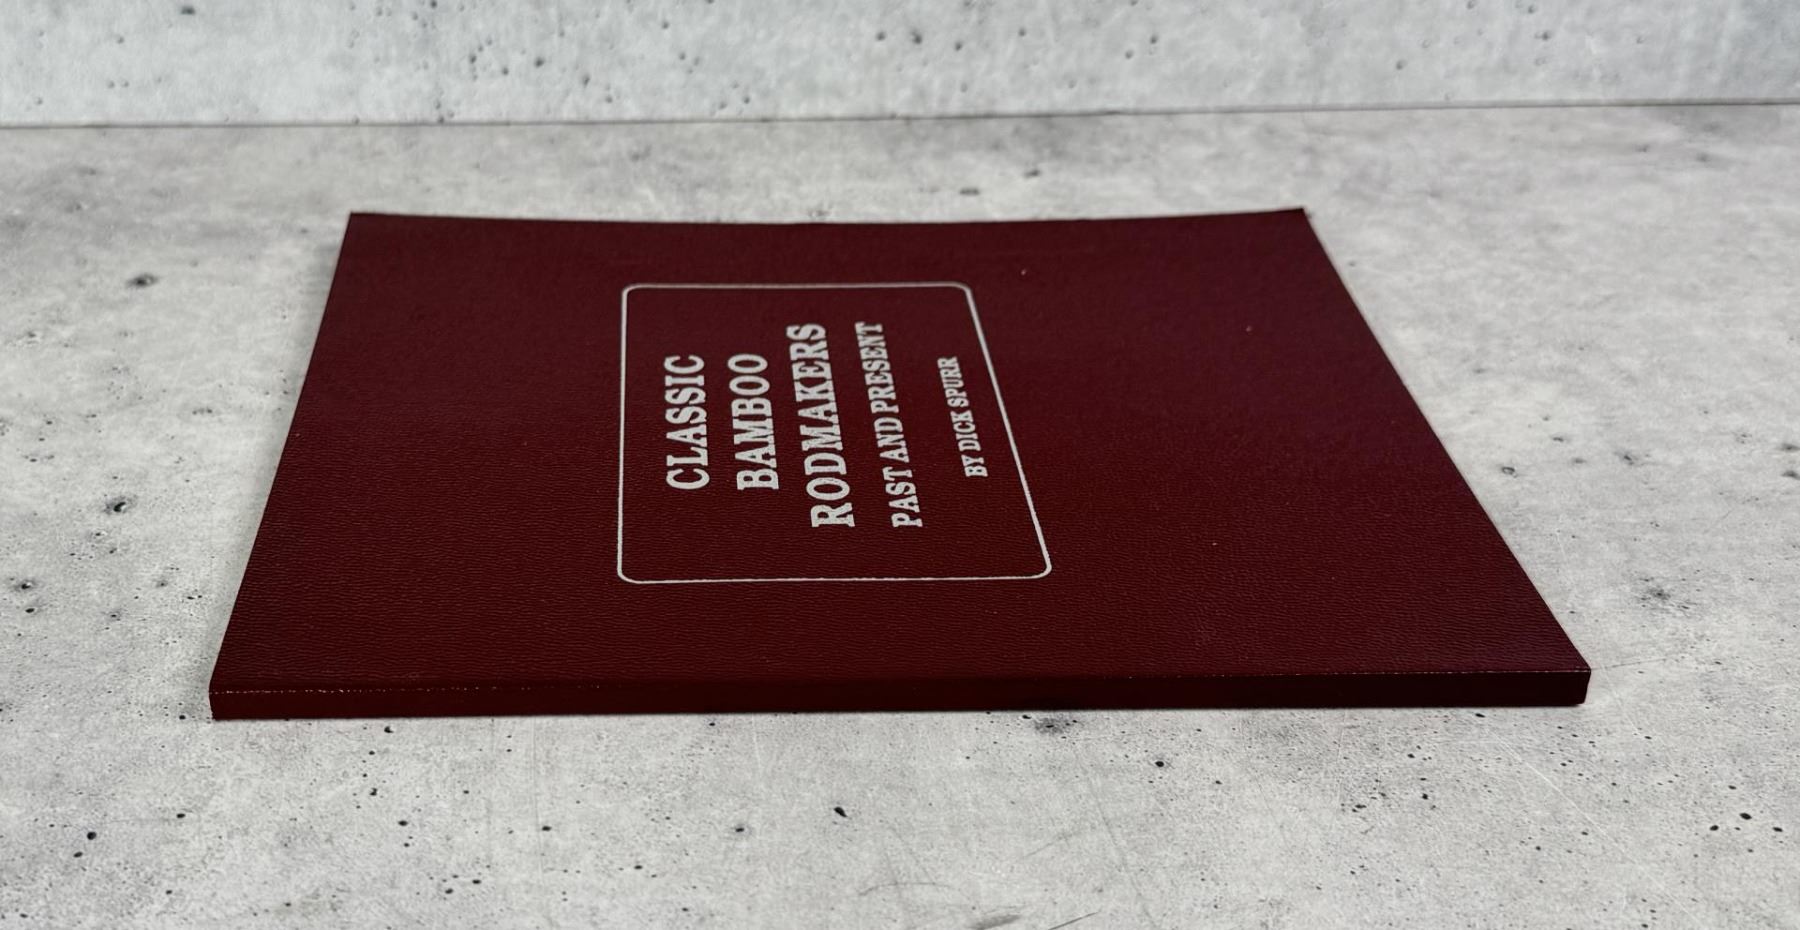 CLASSIC
BAMBOO
RODMAKERS
PAST AND PRESENT
BY DICK SPURR